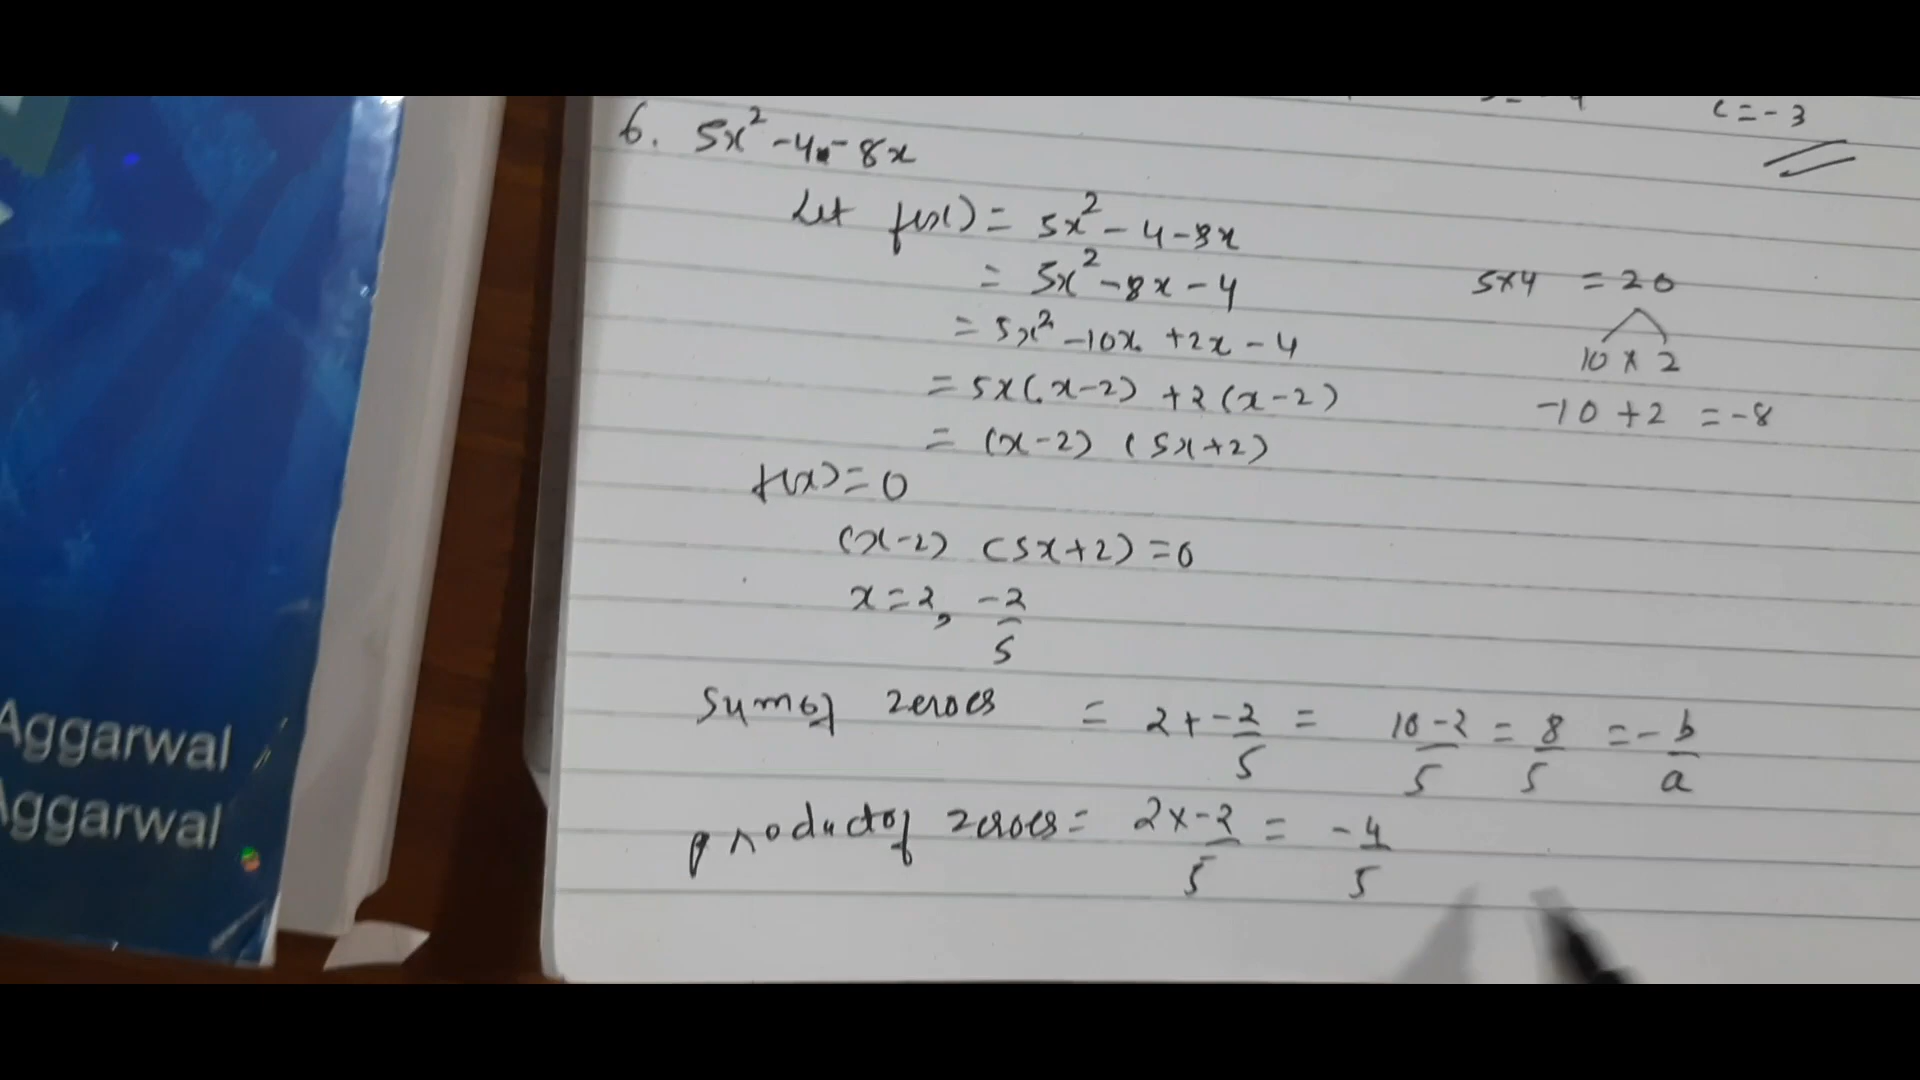 c = -3
6. 5x² - 4 - 8x
Let f(x) = 5x² - 4 - 8x
= 5x² - 8x - 4
= 5x² - 10x + 2x - 4
= 5x(x-2) + 2(x-2)
= (x-2) (5x+2)
5x4 = 20
10 x 2
-10 + 2 = -8
f(x) = 0
(x-2) (5x+2) = 0
x = 2, -2/5
Sum of zeroes = 2 + -2/5 = 10-2/5 = 8/5 = -b/a
product of zeroes = 2 x -2/5 = -4/5
Aggarwal
Aggarwal